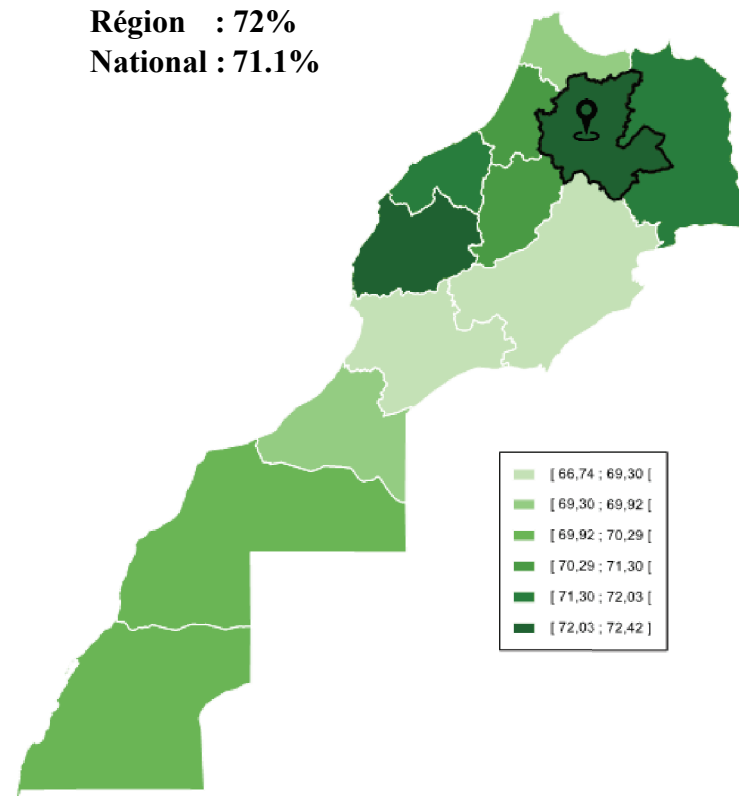 Région : 72%
National : 71.1%
[ 66,74 ; 69,30 [
[ 69,30 ; 69,92 [
[ 69,92 ; 70,29 [
[ 70,29 ; 71,30 [
[ 71,30 ; 72,03 [
[ 72,03 ; 72,42 ]